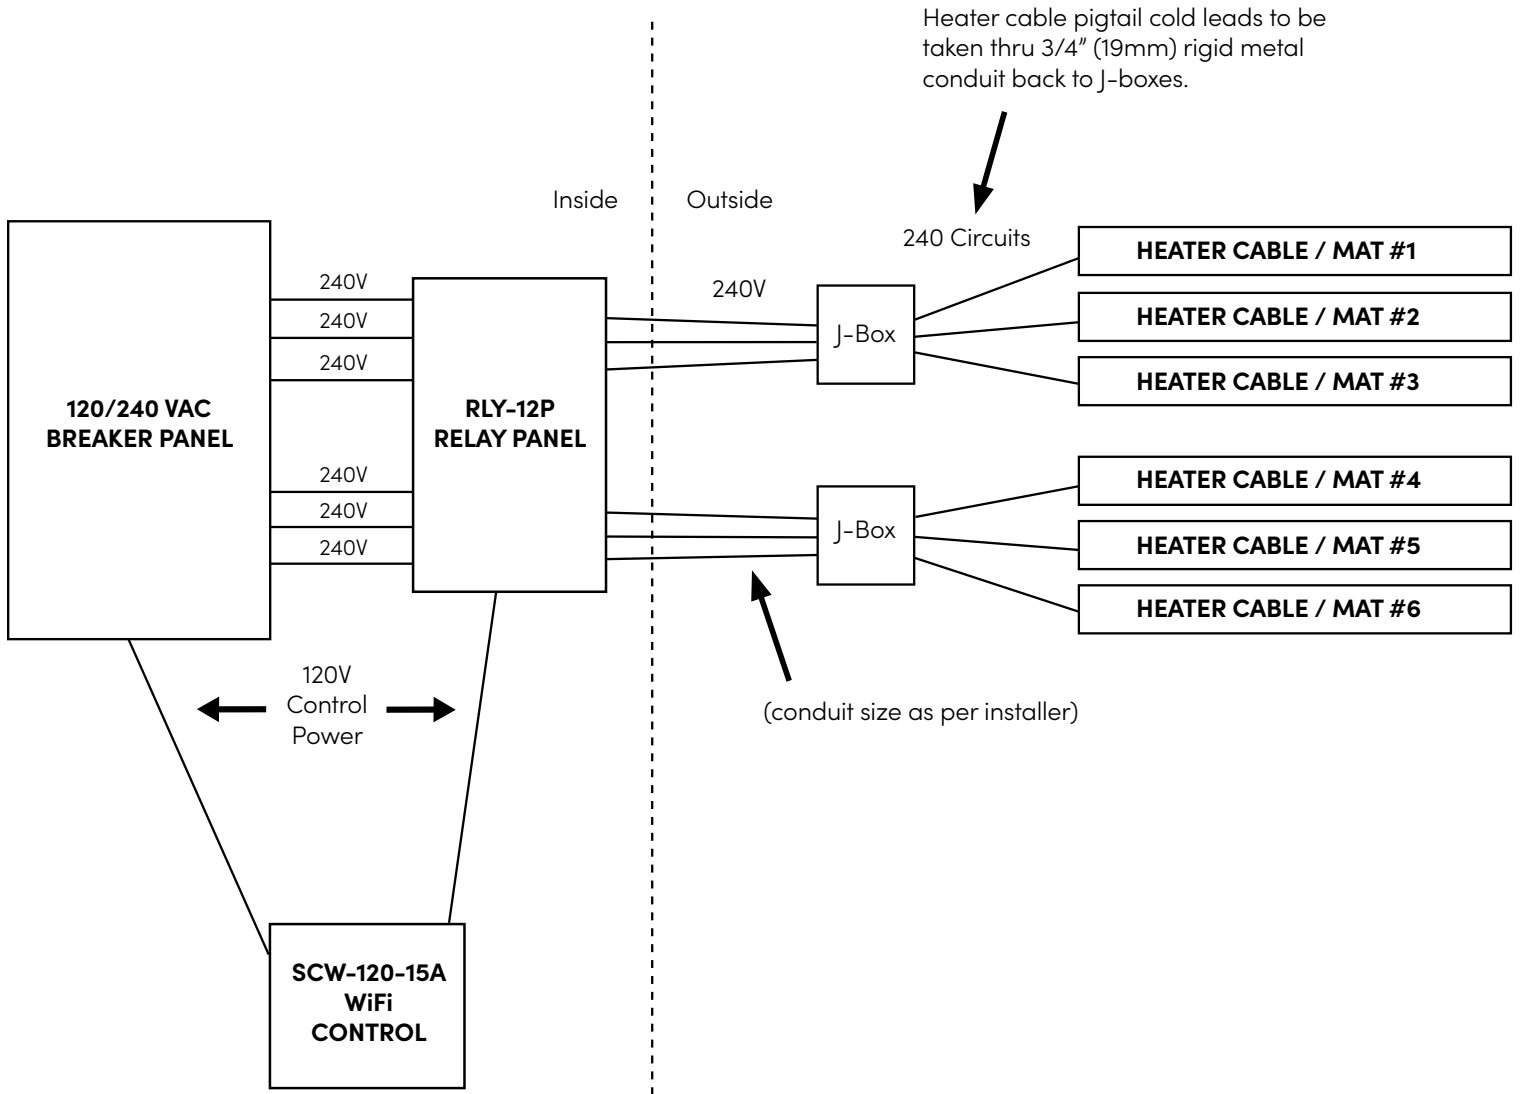 Heater cable pigtail cold leads to be
taken thru 3/4” (19mm) rigid metal
conduit back to J-boxes.
Inside
Outside
240 Circuits
240V
240V
240V
240V
120/240 VAC
BREAKER PANEL
RLY-12P
RELAY PANEL
J-Box
HEATER CABLE / MAT #1
HEATER CABLE / MAT #2
HEATER CABLE / MAT #3
240V
240V
240V
J-Box
HEATER CABLE / MAT #4
HEATER CABLE / MAT #5
HEATER CABLE / MAT #6
120V
Control
Power
(conduit size as per installer)
SCW-120-15A
WiFi
CONTROL